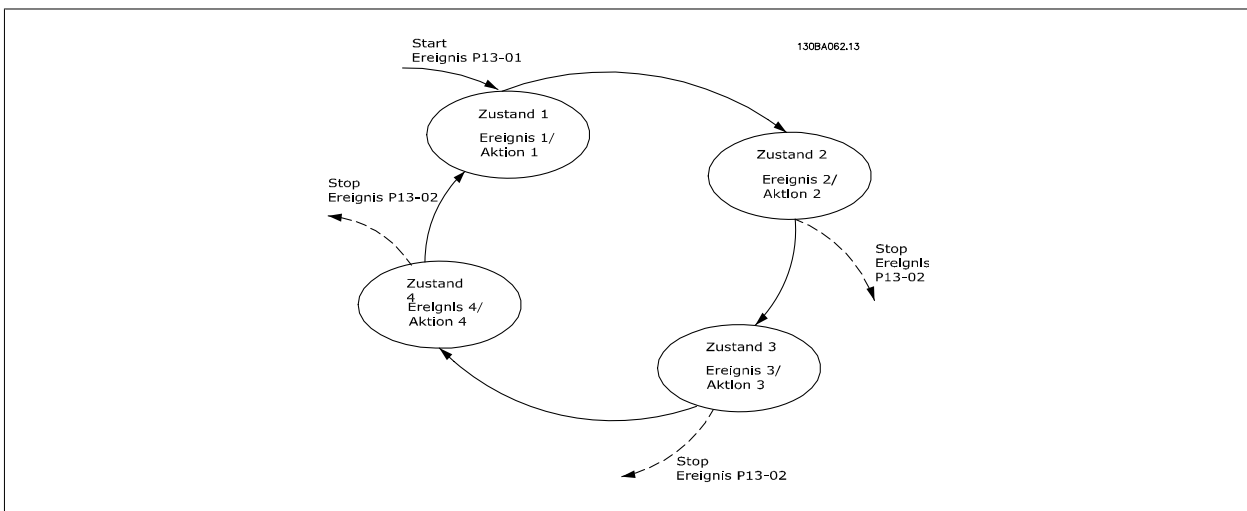 Start
Ereignis P13-01
130BA062.13
Zustand 1
Ereignis 1/
Aktion 1
Zustand 2
Ereignis 2/
Aktion 2
Stop
Ereignis P13-02
Stop
Ereignis
P13-02
Zustand
4
Ereignis 4/
Aktion 4
Zustand 3
Ereignis 3/
Aktion 3
Stop
Ereignis P13-02